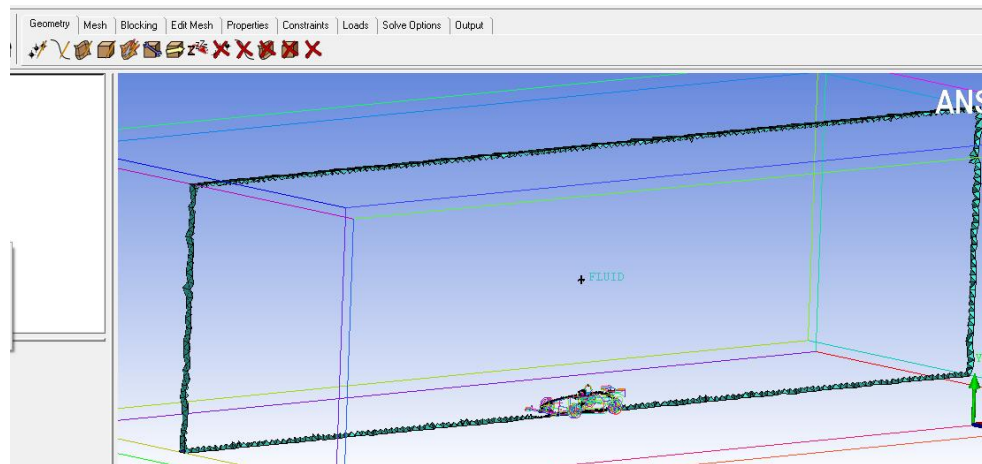 Geometry Mesh Blocking Edit Mesh Properties Constraints Loads Solve Options Output
ANS
FLUID
Y